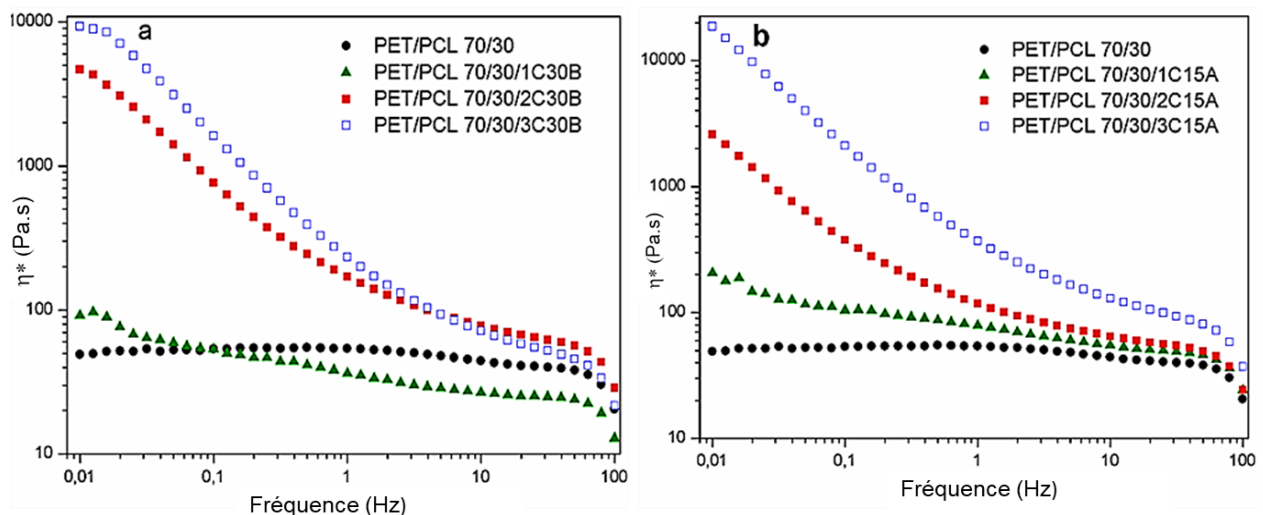 a
PET/PCL 70/30
PET/PCL 70/30/1C30B
PET/PCL 70/30/2C30B
PET/PCL 70/30/3C30B
10000
1000
100
10
η* (Pa.s)
0,01
0,1
1
10
100
Fréquence (Hz)
b
PET/PCL 70/30
PET/PCL 70/30/1C15A
PET/PCL 70/30/2C15A
PET/PCL 70/30/3C15A
10000
1000
100
10
η* (Pa.s)
0,01
0,1
1
10
100
Fréquence (Hz)